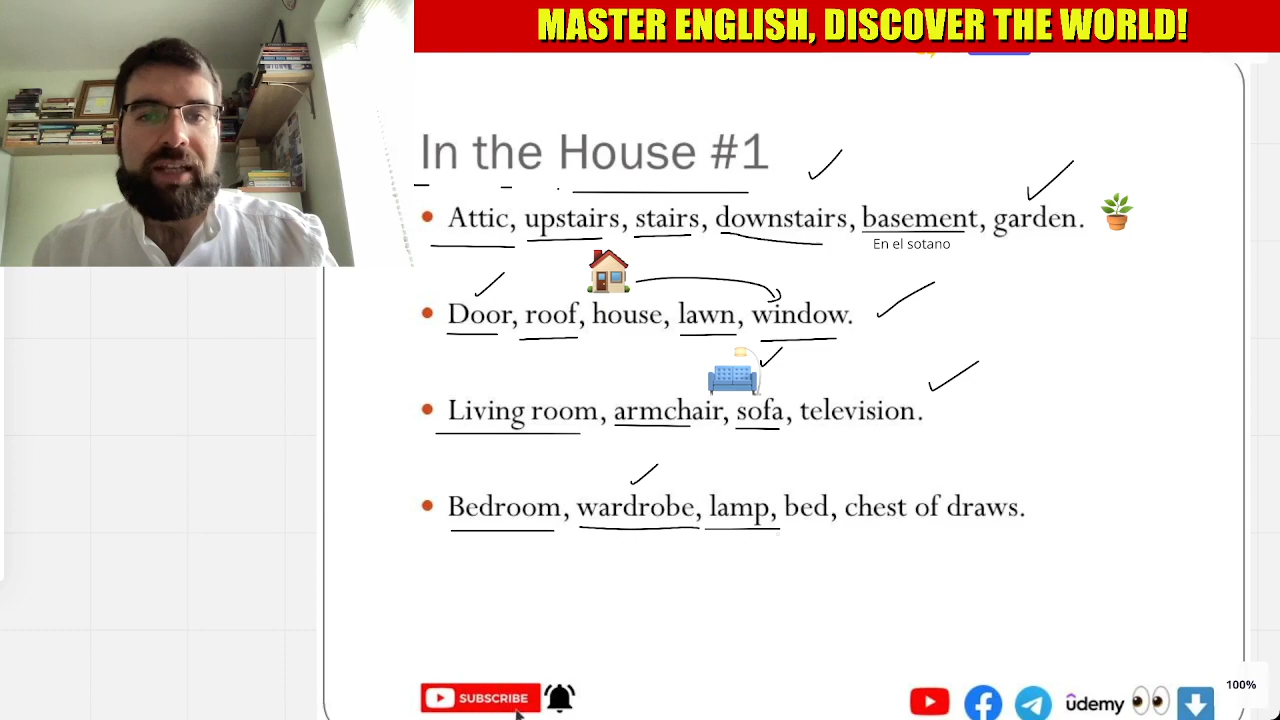 MASTER ENGLISH, DISCOVER THE WORLD!
In the House #1
Attic, upstairs, stairs, downstairs, basement, garden.
En el sotano
Door, roof, house, lawn, window.
Living room, armchair, sofa, television.
Bedroom, wardrobe, lamp, bed, chest of draws.
SUBSCRIBE
ûdemy
100%